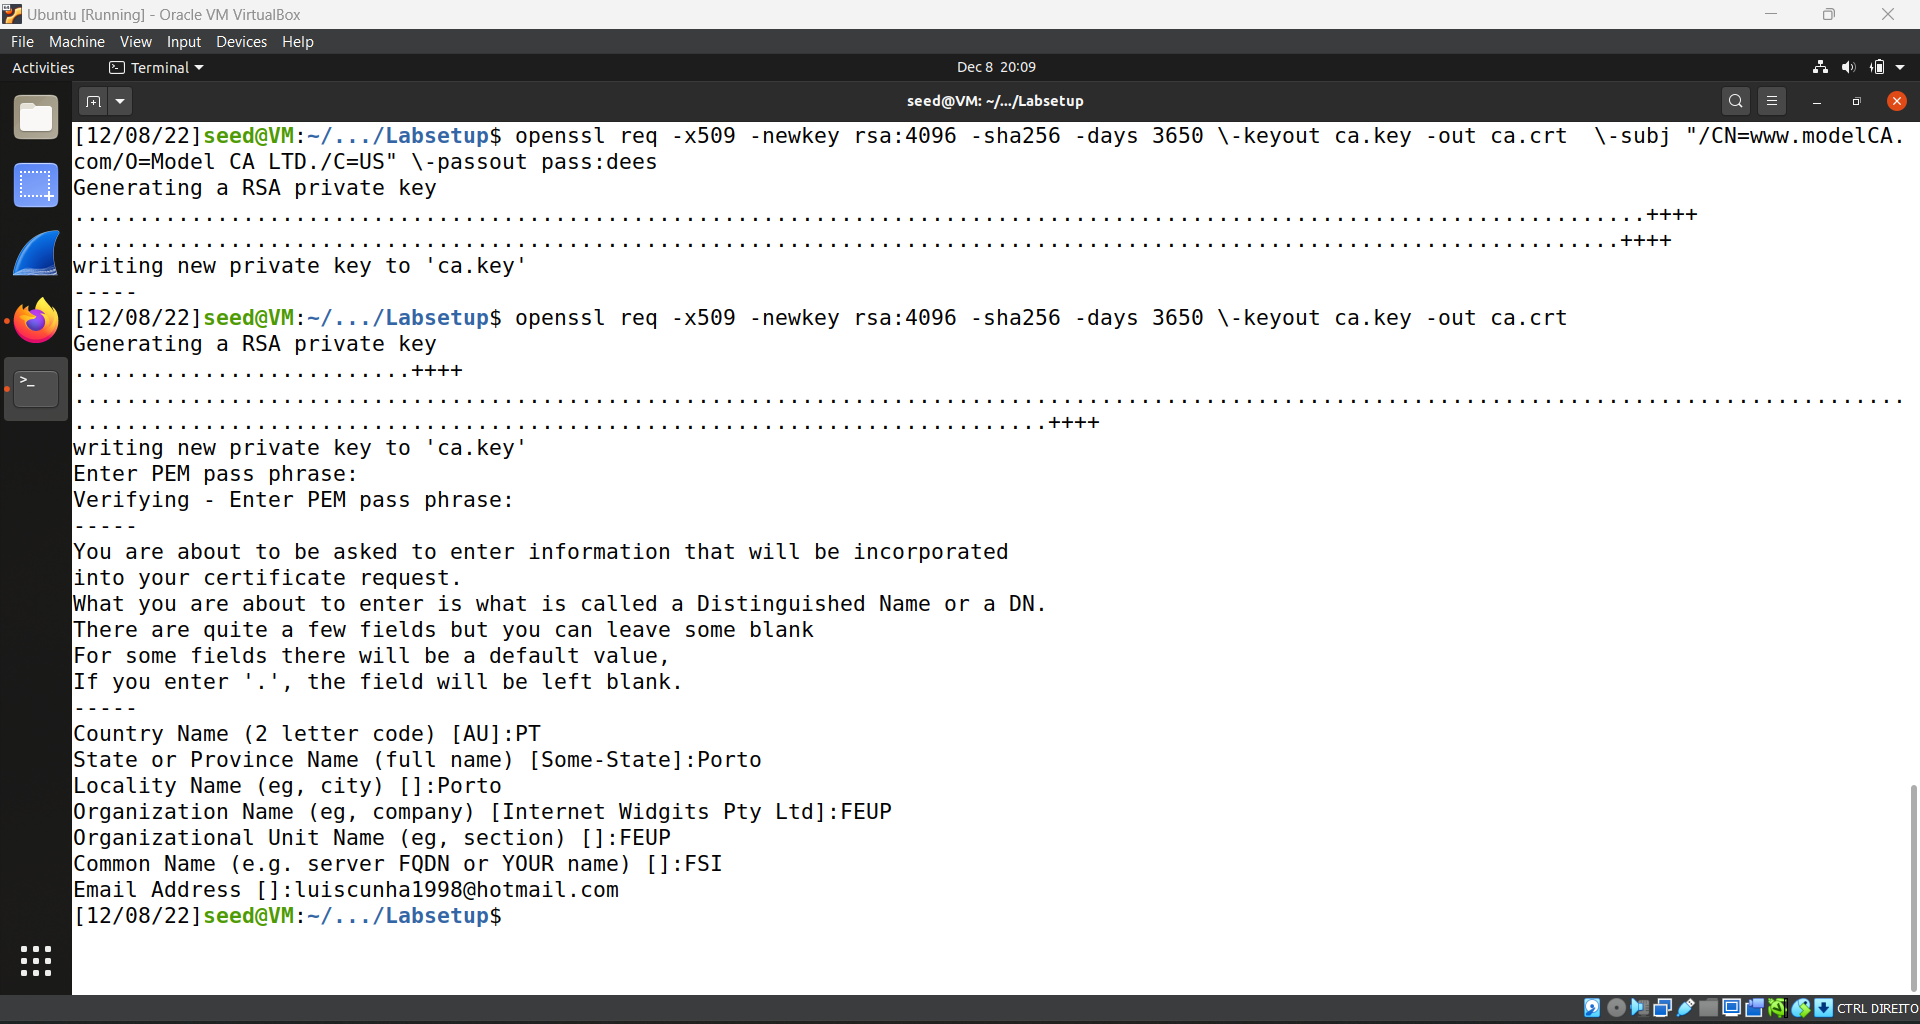 Ubuntu [Running] - Oracle VM VirtualBox
File Machine View Input Devices Help
Activities Terminal Dec 8 20:09
seed@VM: ~/.../Labsetup
[12/08/22]seed@VM:~/.../Labsetup$ openssl req -x509 -newkey rsa:4096 -sha256 -days 3650 \-keyout ca.key -out ca.crt  \-subj "/CN=www.modelCA.
com/O=Model CA LTD./C=US" \-passout pass:dees
Generating a RSA private key
.........................................................................................................................++++
.......................................................................................................................++++
writing new private key to 'ca.key'
-----
[12/08/22]seed@VM:~/.../Labsetup$ openssl req -x509 -newkey rsa:4096 -sha256 -days 3650 \-keyout ca.key -out ca.crt
Generating a RSA private key
..........................++++
.............................................................................................................................................
...........................................................................++++
writing new private key to 'ca.key'
Enter PEM pass phrase:
Verifying - Enter PEM pass phrase:
-----
You are about to be asked to enter information that will be incorporated
into your certificate request.
What you are about to enter is what is called a Distinguished Name or a DN.
There are quite a few fields but you can leave some blank
For some fields there will be a default value,
If you enter '.', the field will be left blank.
-----
Country Name (2 letter code) [AU]:PT
State or Province Name (full name) [Some-State]:Porto
Locality Name (eg, city) []:Porto
Organization Name (eg, company) [Internet Widgits Pty Ltd]:FEUP
Organizational Unit Name (eg, section) []:FEUP
Common Name (e.g. server FQDN or YOUR name) []:FSI
Email Address []:luiscunha1998@hotmail.com
[12/08/22]seed@VM:~/.../Labsetup$
CTRL DIREITO